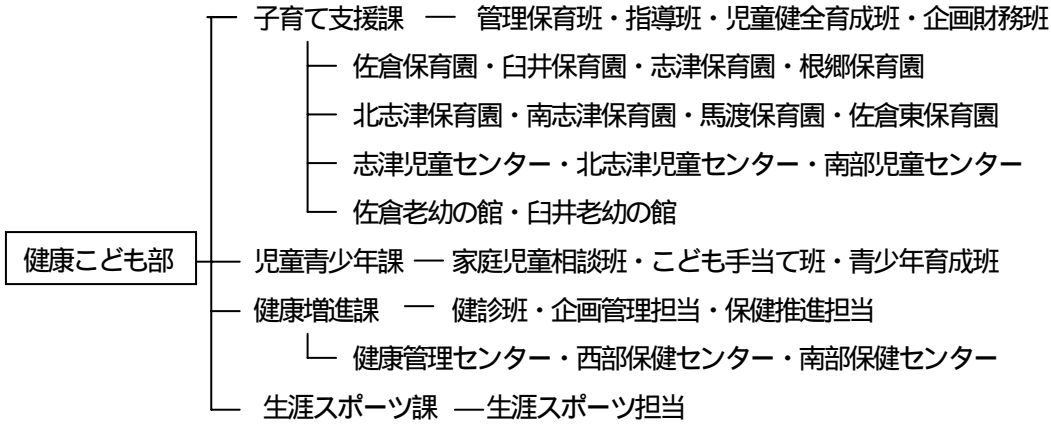 子育て支援課 ― 管理保育班・指導班・児童健全育成班・企画財務班
佐倉保育園・臼井保育園・志津保育園・根郷保育園
北志津保育園・南志津保育園・馬渡保育園・佐倉東保育園
志津児童センター・北志津児童センター・南部児童センター
佐倉老幼の館・臼井老幼の館
健康こども部
児童青少年課 ― 家庭児童相談班・こども手当て班・青少年育成班
健康増進課 ― 健診班・企画管理担当・保健推進担当
健康管理センター・西部保健センター・南部保健センター
生涯スポーツ課 ―生涯スポーツ担当